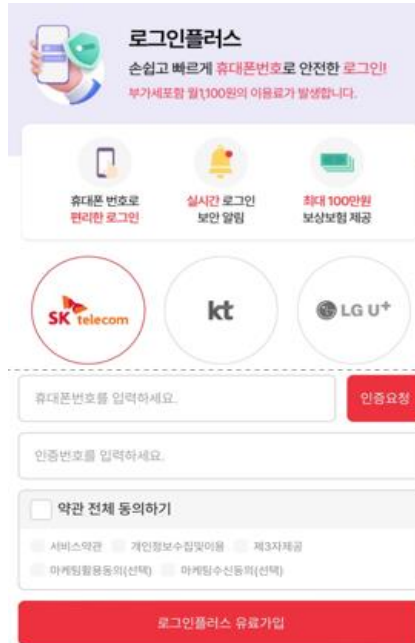 로그인플러스
손쉽고 빠르게 휴대폰번호로 안전한 로그인!
부가세포함 월1,100원의 이용료가 발생합니다.
휴대폰 번호로
편리한 로그인
실시간 로그인
보안 알림
최대 100만원
보상보험 제공
SK telecom
kt
LG U+
휴대폰번호를 입력하세요.
인증요청
인증번호를 입력하세요.
약관 전체 동의하기
서비스약관 개인정보수집및이용 제3자제공
마케팅활용동의(선택) 마케팅수신동의(선택)
로그인플러스 유료가입